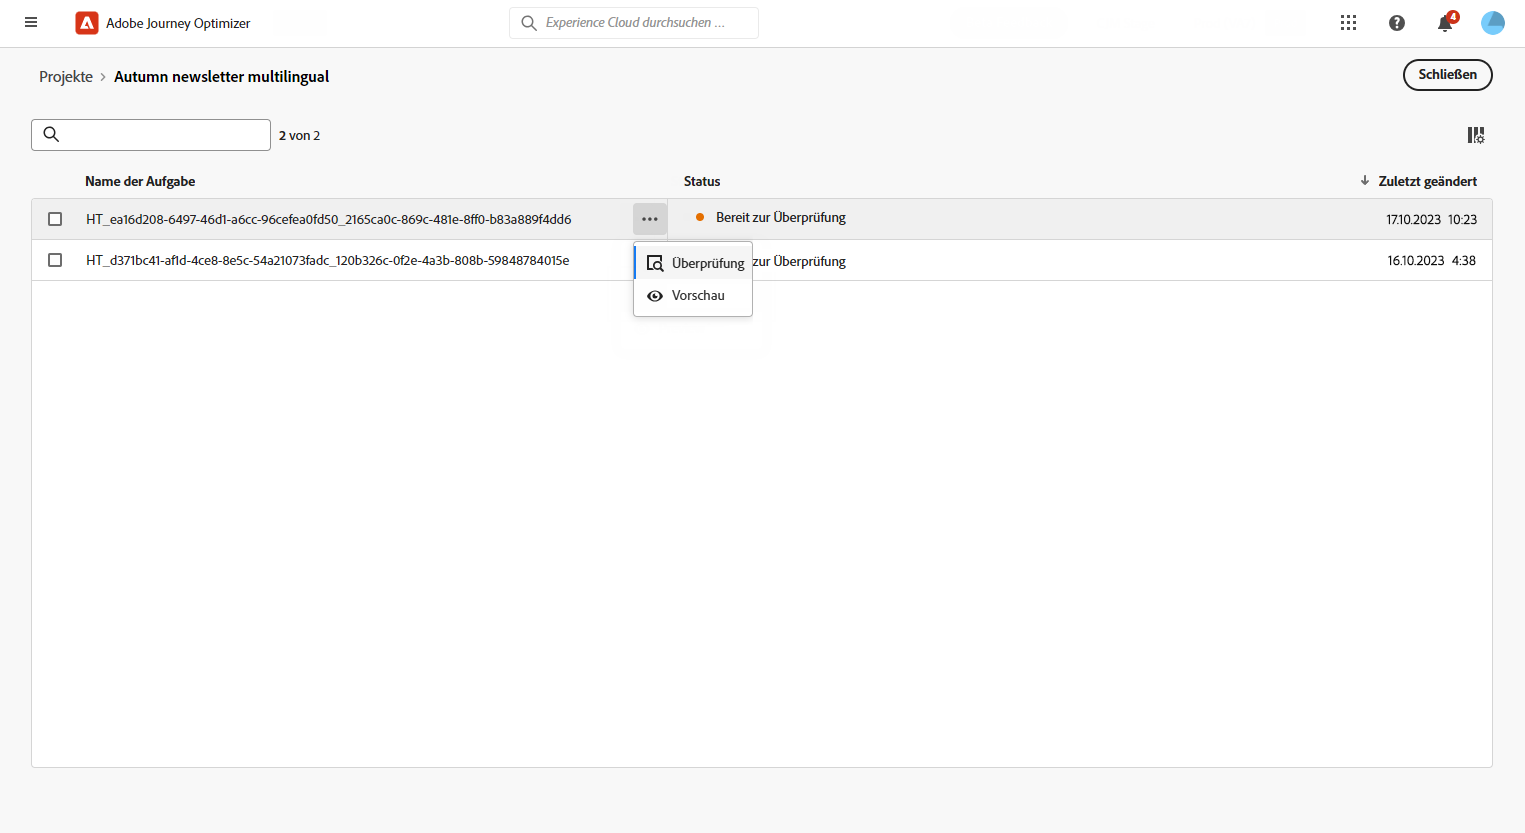 Adobe Journey Optimizer
Experience Cloud durchsuchen ...
4
Projekte > Autumn newsletter multilingual
Schließen
2 von 2
Name der Aufgabe Status Zuletzt geändert
HT_ea16d208-6497-46d1-a6cc-96cefea0fd50_2165ca0c-869c-481e-8ff0-b83a889f4dd6 Bereit zur Überprüfung 17.10.2023 10:23
HT_d371bc41-af1d-4ce8-8e5c-54a21073fadc_120b326c-0f2e-4a3b-808b-59848784015e zur Überprüfung 16.10.2023 4:38
Überprüfung
Vorschau